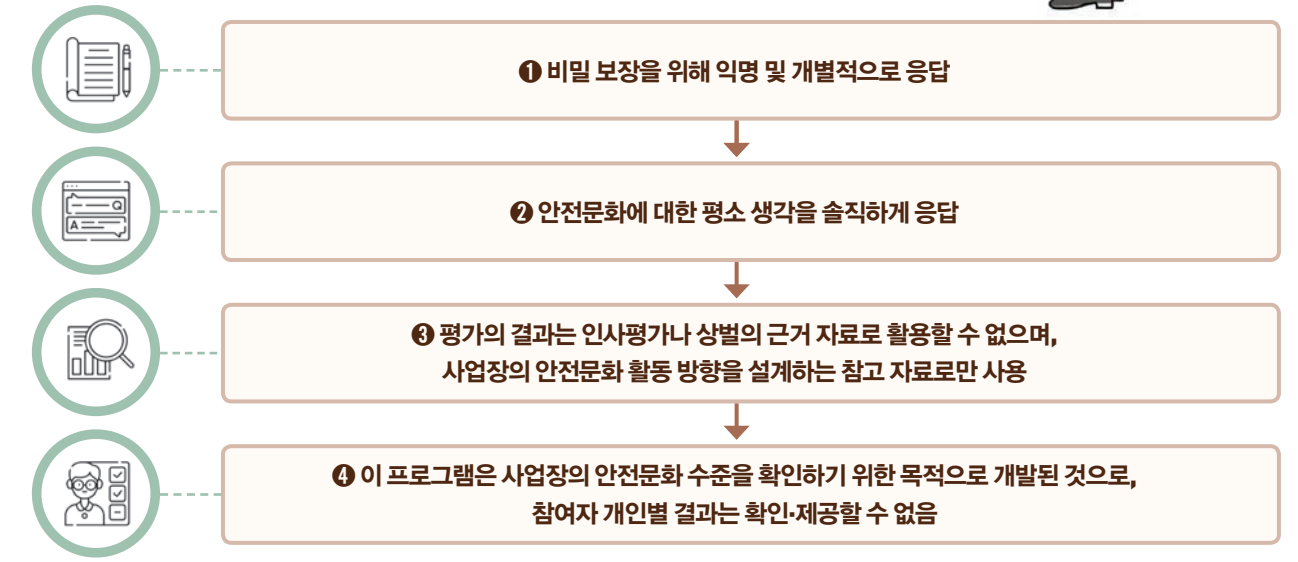 ❶ 비밀 보장을 위해 익명 및 개별적으로 응답
❷ 안전문화에 대한 평소 생각을 솔직하게 응답
❸ 평가의 결과는 인사평가나 상벌의 근거 자료로 활용할 수 없으며,
사업장의 안전문화 활동 방향을 설계하는 참고 자료로만 사용
❹ 이 프로그램은 사업장의 안전문화 수준을 확인하기 위한 목적으로 개발된 것으로,
참여자 개인별 결과는 확인·제공할 수 없음
Q
A